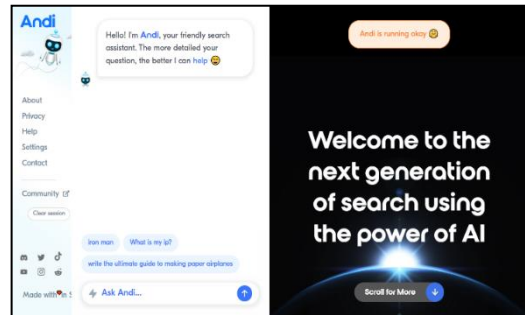 Andi
About
Privacy
Help
Settings
Contact
Community
Clear session
Made with in S
Hello! I'm Andi, your friendly search
assistant. The more detailed your
question, the better I can help
iron man
What is my ip?
write the ultimate guide to making paper airplanes
Ask Andi...
Andi is running okay
Welcome to the
next generation
of search using
the power of AI
Scroll for More